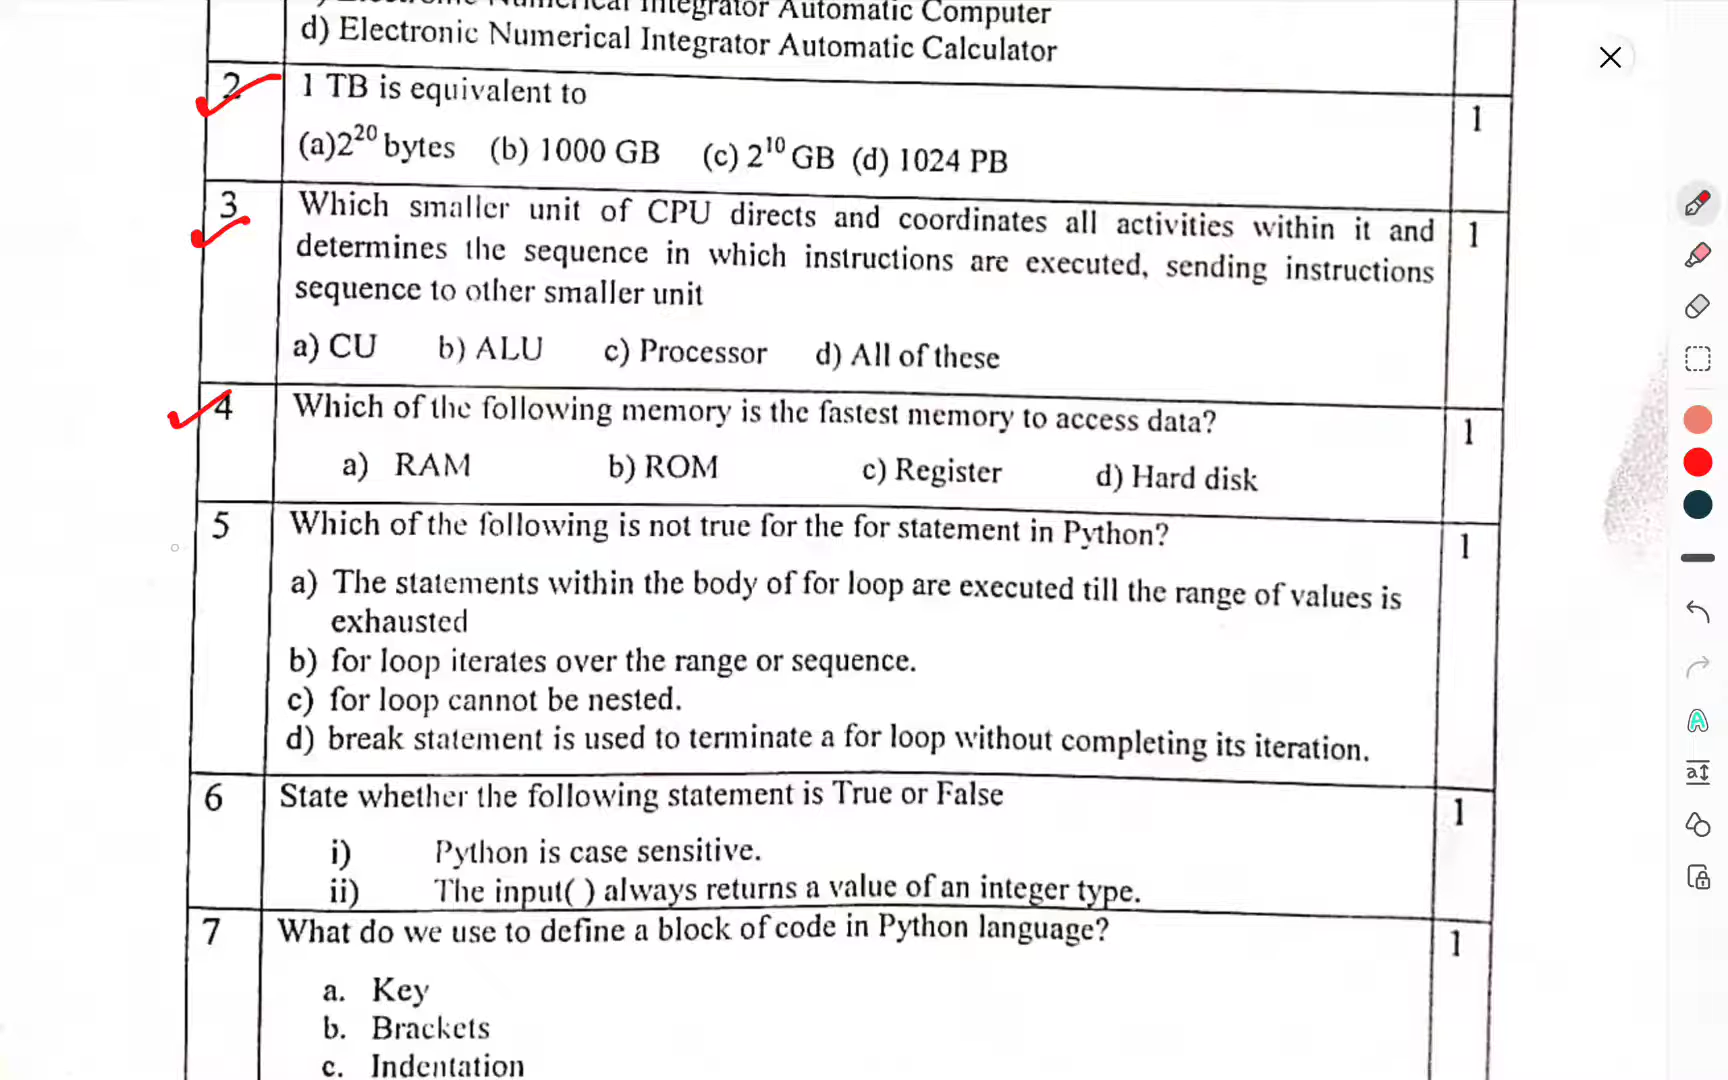 Electronic Numerical Integrator Automatic Computer
d) Electronic Numerical Integrator Automatic Calculator
2 1 TB is equivalent to 1
(a)2^20 bytes (b) 1000 GB (c) 2^10 GB (d) 1024 PB
3 Which smaller unit of CPU directs and coordinates all activities within it and 1
determines the sequence in which instructions are executed, sending instructions
sequence to other smaller unit
a) CU b) ALU c) Processor d) All of these
4 Which of the following memory is the fastest memory to access data? 1
a) RAM b) ROM c) Register d) Hard disk
5 Which of the following is not true for the for statement in Python? 1
a) The statements within the body of for loop are executed till the range of values is
exhausted
b) for loop iterates over the range or sequence.
c) for loop cannot be nested.
d) break statement is used to terminate a for loop without completing its iteration.
6 State whether the following statement is True or False 1
i) Python is case sensitive.
ii) The input( ) always returns a value of an integer type.
7 What do we use to define a block of code in Python language? 1
a. Key
b. Brackets
c. Indentation